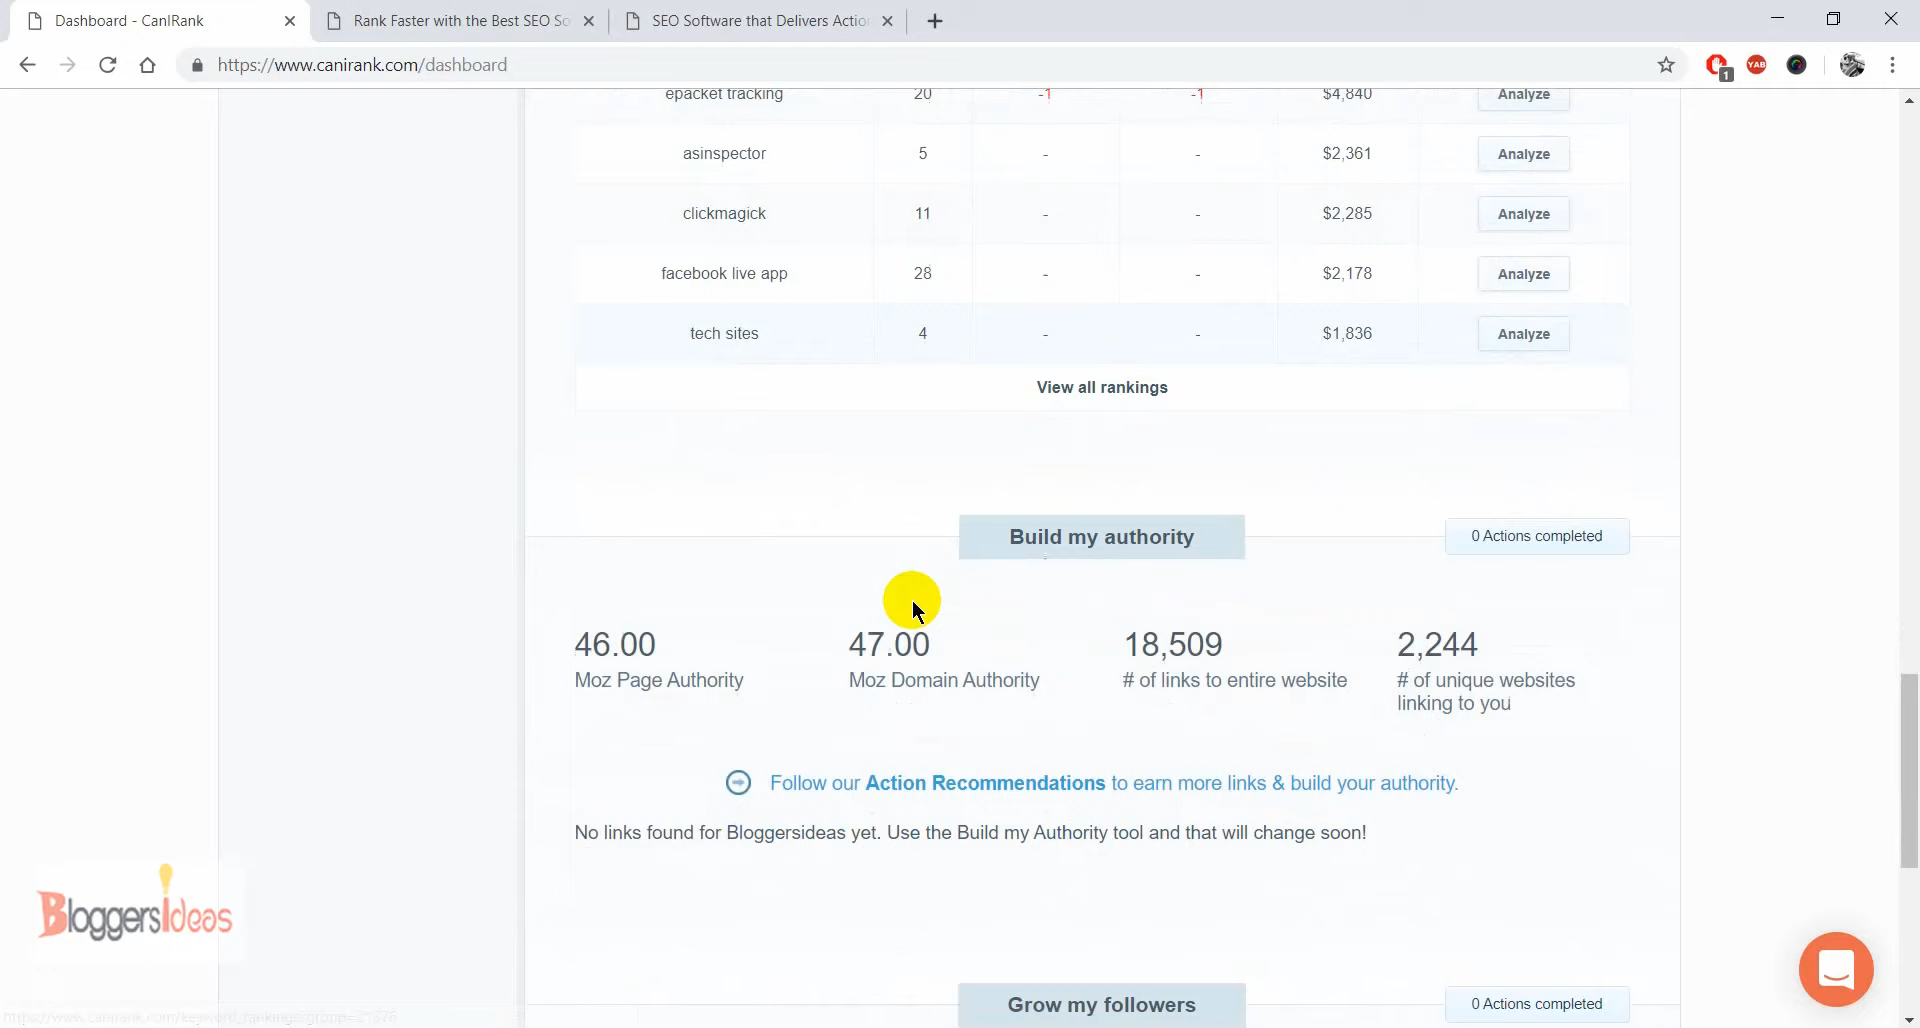 Dashboard - CanIRank
Rank Faster with the Best SEO So
SEO Software that Delivers Actio
https://www.canirank.com/dashboard
1
YAB
epacket tracking 20 -1 -1 $4,840 Analyze
asinspector 5 - - $2,361 Analyze
clickmagick 11 - - $2,285 Analyze
facebook live app 28 - - $2,178 Analyze
tech sites 4 - - $1,836 Analyze
View all rankings
Build my authority
0 Actions completed
46.00 47.00 18,509 2,244
Moz Page Authority Moz Domain Authority # of links to entire website # of unique websites
linking to you
Follow our Action Recommendations to earn more links & build your authority.
No links found for Bloggersideas yet. Use the Build my Authority tool and that will change soon!
BloggersIdeas
Grow my followers
0 Actions completed